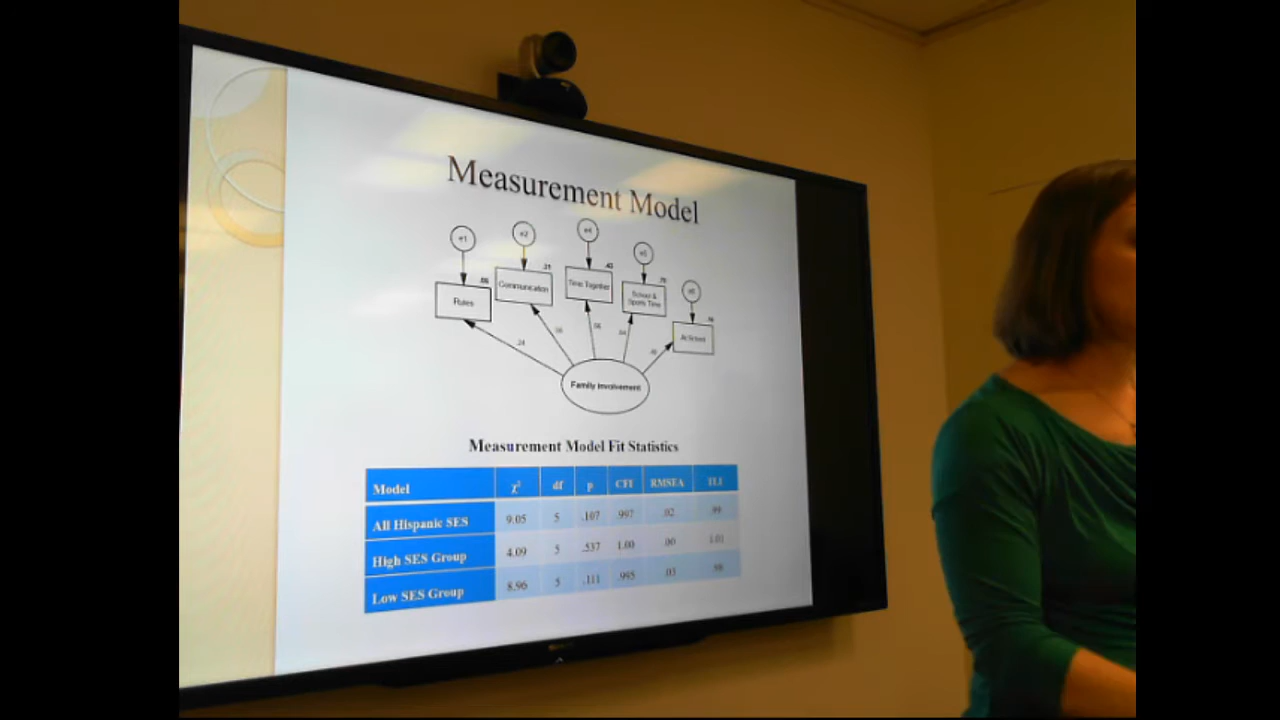 Measurement Model
e1
e2
e4
e5
e6
Rules
Communication
Time Together
School &
Sports Time
At School
.24
Family Involvement
Measurement Model Fit Statistics
Model χ² df p CFI RMSEA TLI
All Hispanic SES 9.05 5 .107 .997 .02 .99
High SES Group 4.09 5 .537 1.00 .00 1.01
Low SES Group 8.96 5 .111 .995 .03 .98